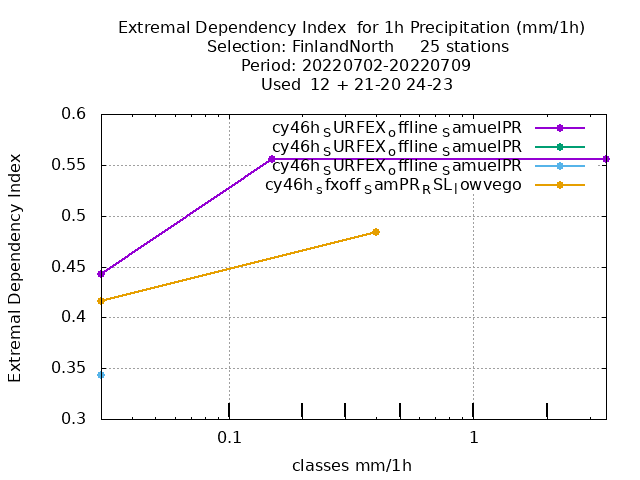 Extremal Dependency Index  for 1h Precipitation (mm/1h)
Selection: FinlandNorth     25 stations
Period: 20220702-20220709
Used  12 + 21-20 24-23
cy46h_SURFEX_offline_SamuelPR
cy46h_SURFEX_offline_SamuelPR
cy46h_SURFEX_offline_SamuelPR
cy46h_sfxoff_SamPR_RSL_lowvego
Extremal Dependency Index
0.6
0.55
0.5
0.45
0.4
0.35
0.3
0.1
1
classes mm/1h